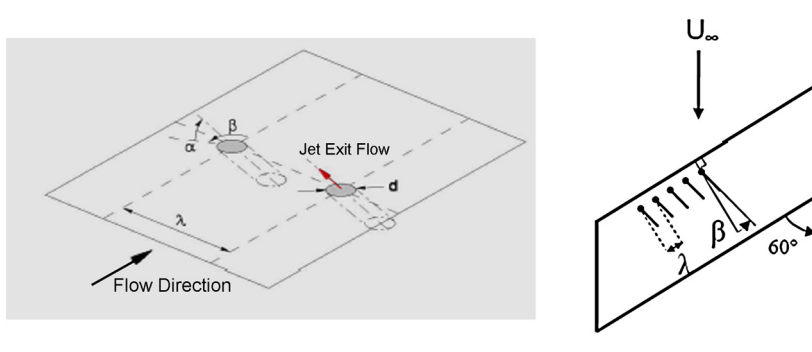 β
α
Jet Exit Flow
d
λ
Flow Direction
U∞
β
λ
60°